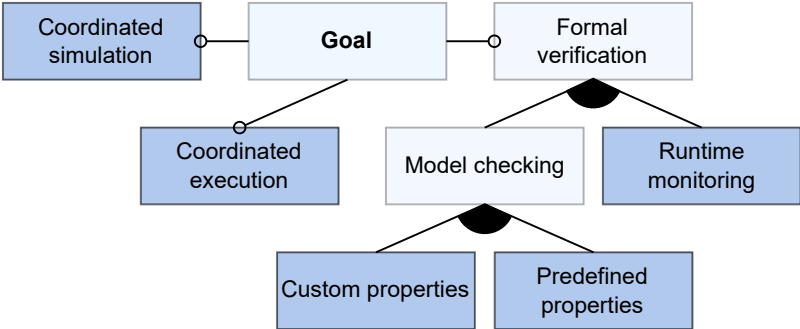 Coordinated
simulation
Goal
Formal
verification
Coordinated
execution
Model checking
Runtime
monitoring
Custom properties
Predefined
properties